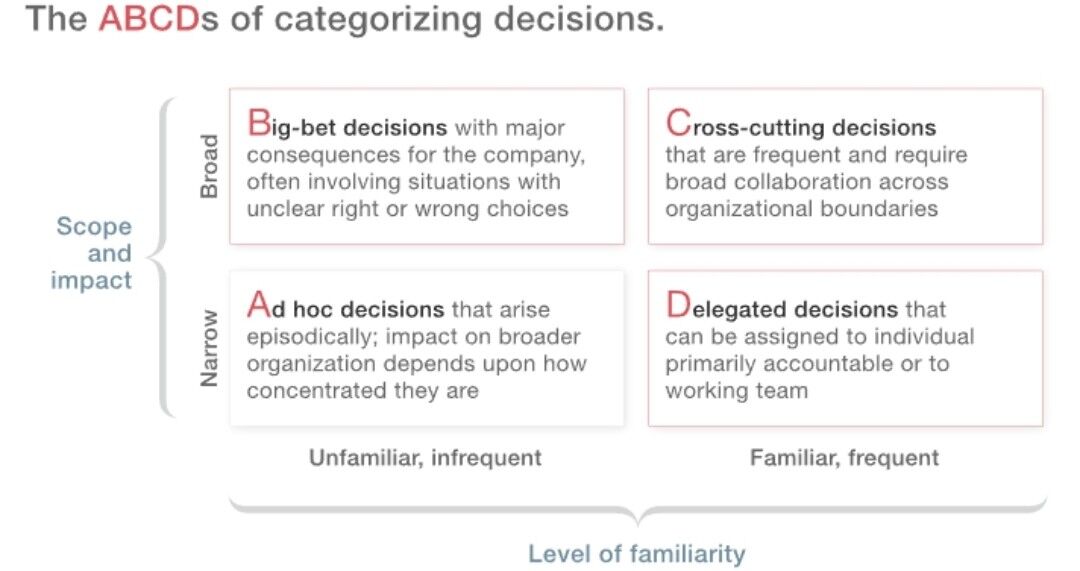 The ABCDs of categorizing decisions.
Scope
and
impact
Broad
Big-bet decisions with major
consequences for the company,
often involving situations with
unclear right or wrong choices
Cross-cutting decisions
that are frequent and require
broad collaboration across
organizational boundaries
Narrow
Ad hoc decisions that arise
episodically; impact on broader
organization depends upon how
concentrated they are
Delegated decisions that
can be assigned to individual
primarily accountable or to
working team
Unfamiliar, infrequent
Familiar, frequent
Level of familiarity